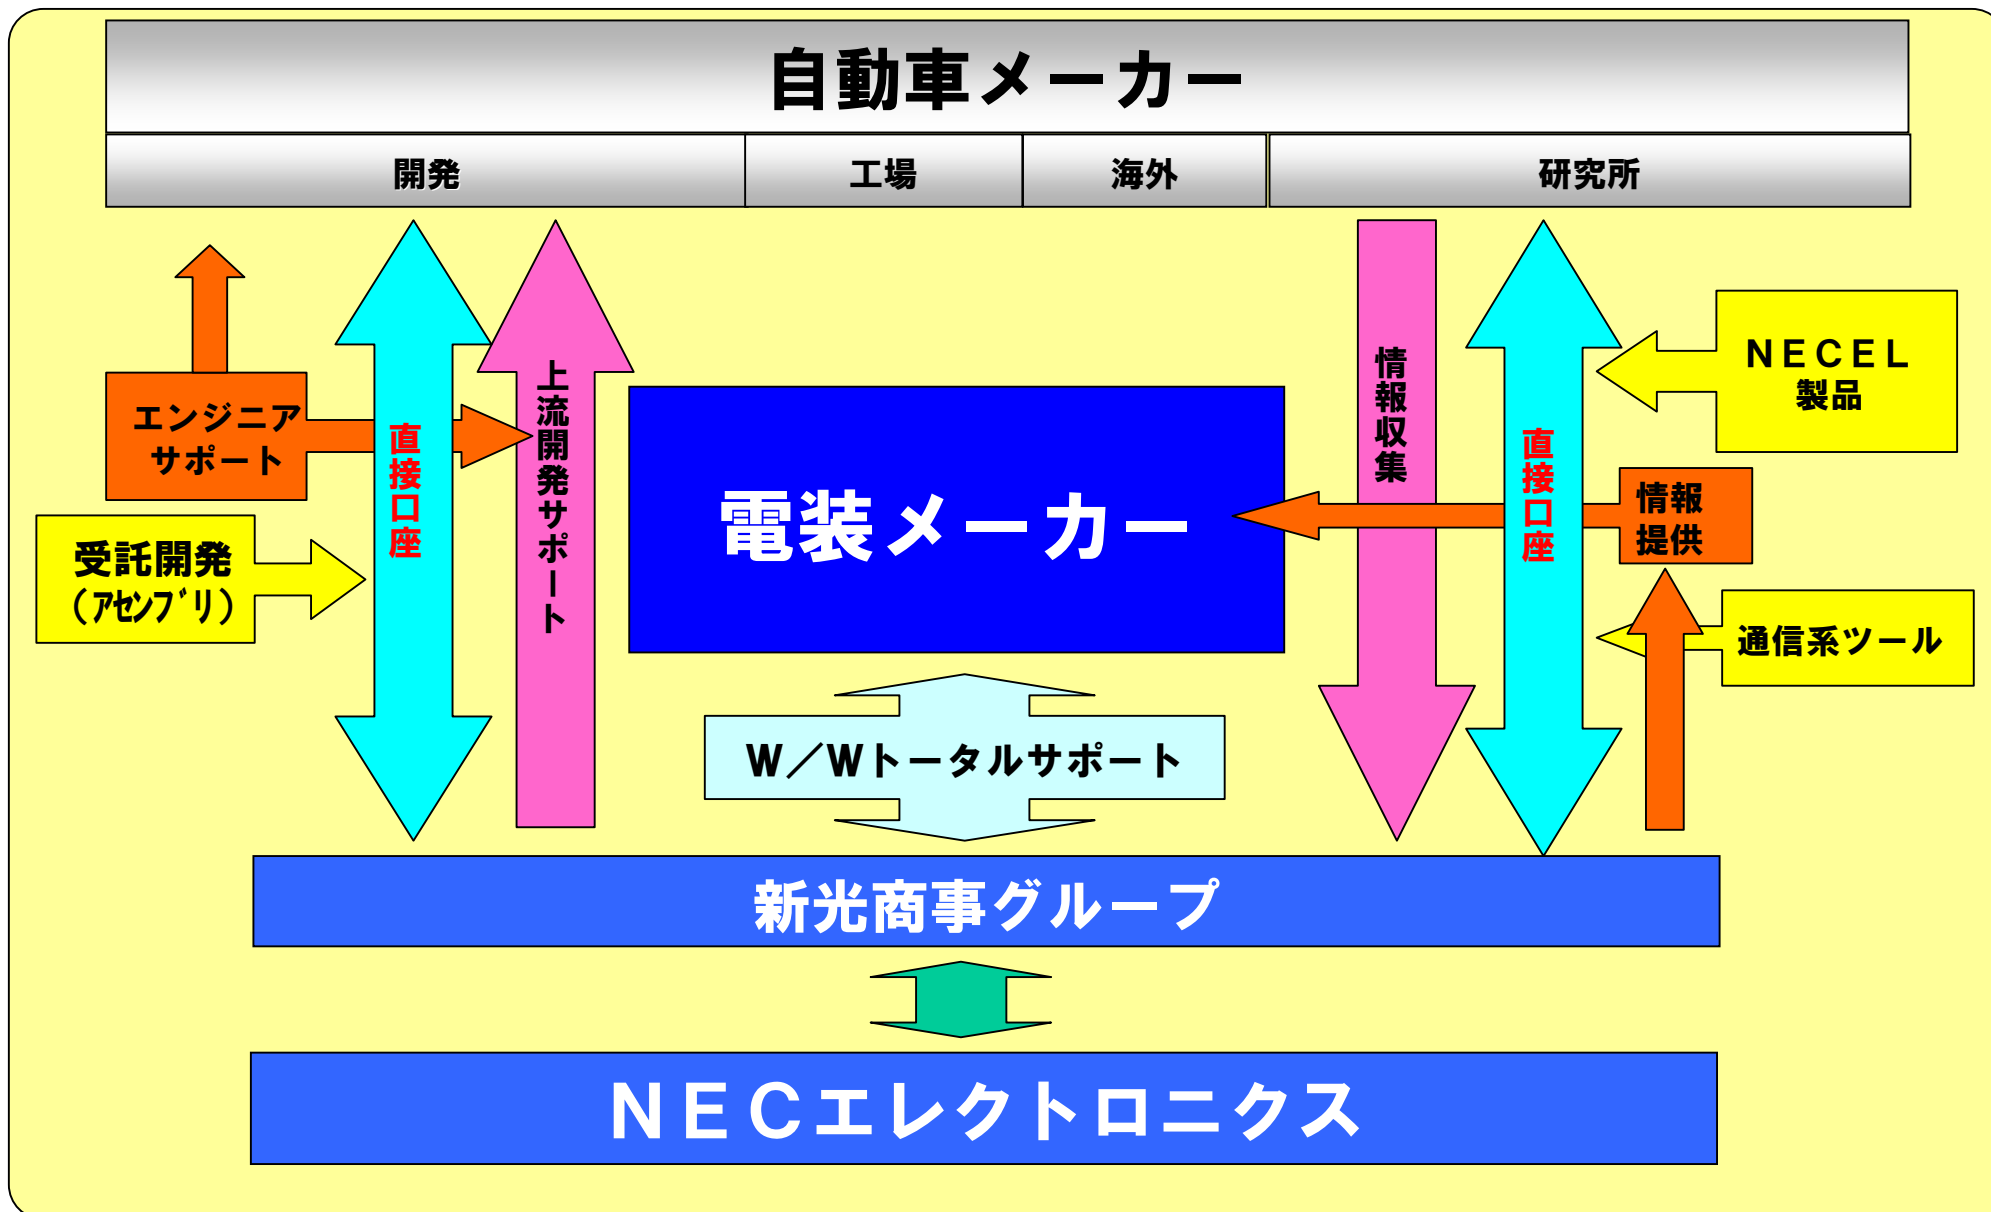 自動車メーカー
開発
工場
海外
研究所
エンジニア
サポート
受託開発
（ｱｾﾝﾌﾞﾘ）
直接口座
上流開発サポート
電装メーカー
情報収集
直接口座
ＮＥＣＥＬ
製品
情報
提供
通信系ツール
Ｗ／Ｗトータルサポート
新光商事グループ
ＮＥＣエレクトロニクス